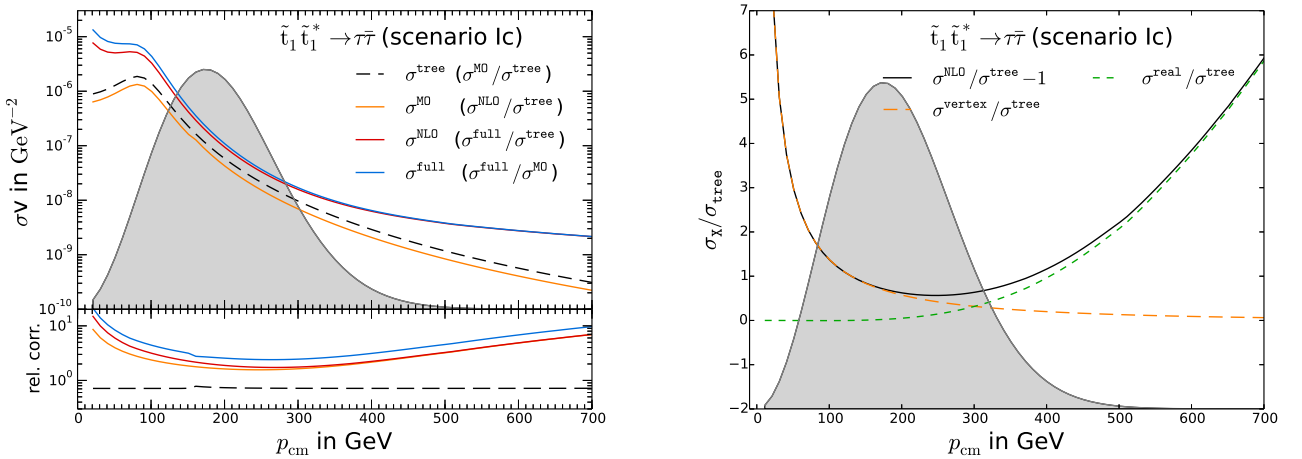 t̃₁ t̃₁* → ττ̄ (scenario Ic)
σ^tree (σ^MO/σ^tree)
σ^MO (σ^NLO/σ^tree)
σ^NLO (σ^full/σ^tree)
σ^full (σ^full/σ^MO)
σv in GeV⁻²
10⁻⁵
10⁻⁶
10⁻⁷
10⁻⁸
10⁻⁹
10⁻¹⁰
rel. corr.
10¹
10⁰
0 100 200 300 400 500 600 700
p_cm in GeV
t̃₁ t̃₁* → ττ̄ (scenario Ic)
σ^NLO/σ^tree−1
σ^vertex/σ^tree
σ^real/σ^tree
σ_X/σ_tree
7
6
5
4
3
2
1
0
−1
−2
0 100 200 300 400 500 600 700
p_cm in GeV